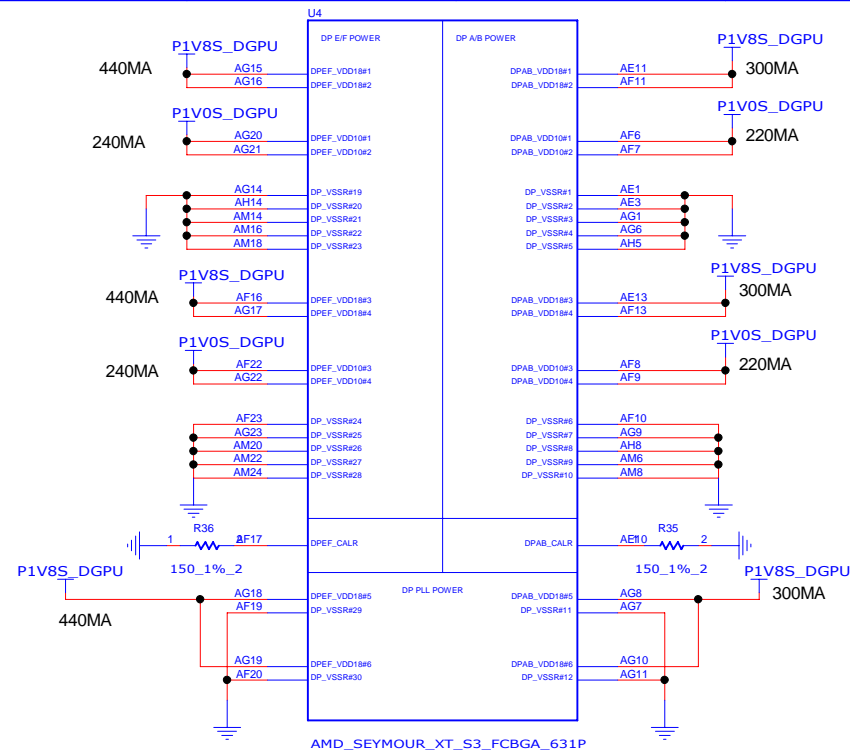 U4
DP E/F POWER DP A/B POWER
P1V8S_DGPU P1V8S_DGPU
440MA AG15 DPEF_VDD18#1 DPAB_VDD18#1 AE11 300MA
AG16 DPEF_VDD18#2 DPAB_VDD18#2 AF11
P1V0S_DGPU P1V0S_DGPU
240MA AG20 DPEF_VDD10#1 DPAB_VDD10#1 AF6 220MA
AG21 DPEF_VDD10#2 DPAB_VDD10#2 AF7
AG14 DP_VSSR#19 DP_VSSR#1 AE1
AH14 DP_VSSR#20 DP_VSSR#2 AE3
AM14 DP_VSSR#21 DP_VSSR#3 AG1
AM16 DP_VSSR#22 DP_VSSR#4 AG6
AM18 DP_VSSR#23 DP_VSSR#5 AH5
P1V8S_DGPU P1V8S_DGPU
440MA AF16 DPEF_VDD18#3 DPAB_VDD18#3 AE13 300MA
AG17 DPEF_VDD18#4 DPAB_VDD18#4 AF13
P1V0S_DGPU P1V0S_DGPU
240MA AF22 DPEF_VDD10#3 DPAB_VDD10#3 AF8 220MA
AG22 DPEF_VDD10#4 DPAB_VDD10#4 AF9
AF23 DP_VSSR#24 DP_VSSR#6 AF10
AG23 DP_VSSR#25 DP_VSSR#7 AG9
AM20 DP_VSSR#26 DP_VSSR#8 AH8
AM22 DP_VSSR#27 DP_VSSR#9 AM6
AM24 DP_VSSR#28 DP_VSSR#10 AM8
R36 R35
1 2 AF17 DPEF_CALR DPAB_CALR AE10 1 2
150_1%_2 150_1%_2
P1V8S_DGPU DP PLL POWER P1V8S_DGPU
440MA AG18 DPEF_VDD18#5 DPAB_VDD18#5 AG8 300MA
AF19 DP_VSSR#29 DP_VSSR#11 AG7
AG19 DPEF_VDD18#6 DPAB_VDD18#6 AG10
AF20 DP_VSSR#30 DP_VSSR#12 AG11
AMD_SEYMOUR_XT_S3_FCBGA_631P